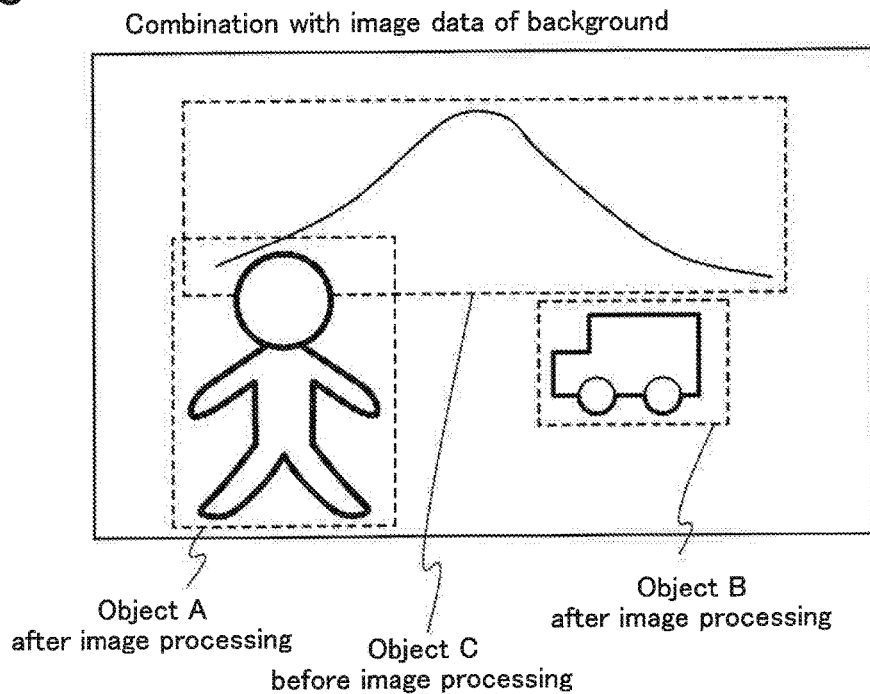 Combination with image data of background
Object A
after image processing
Object C
before image processing
Object B
after image processing